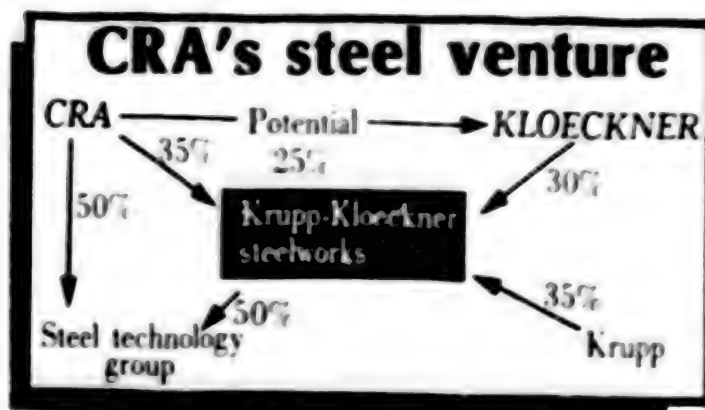 CRA's steel venture
CRA Potential KLOECKNER
35% 25% 30%
50%
Krupp-Kloeckner
steelworks
50% 35%
Steel technology
group
Krupp